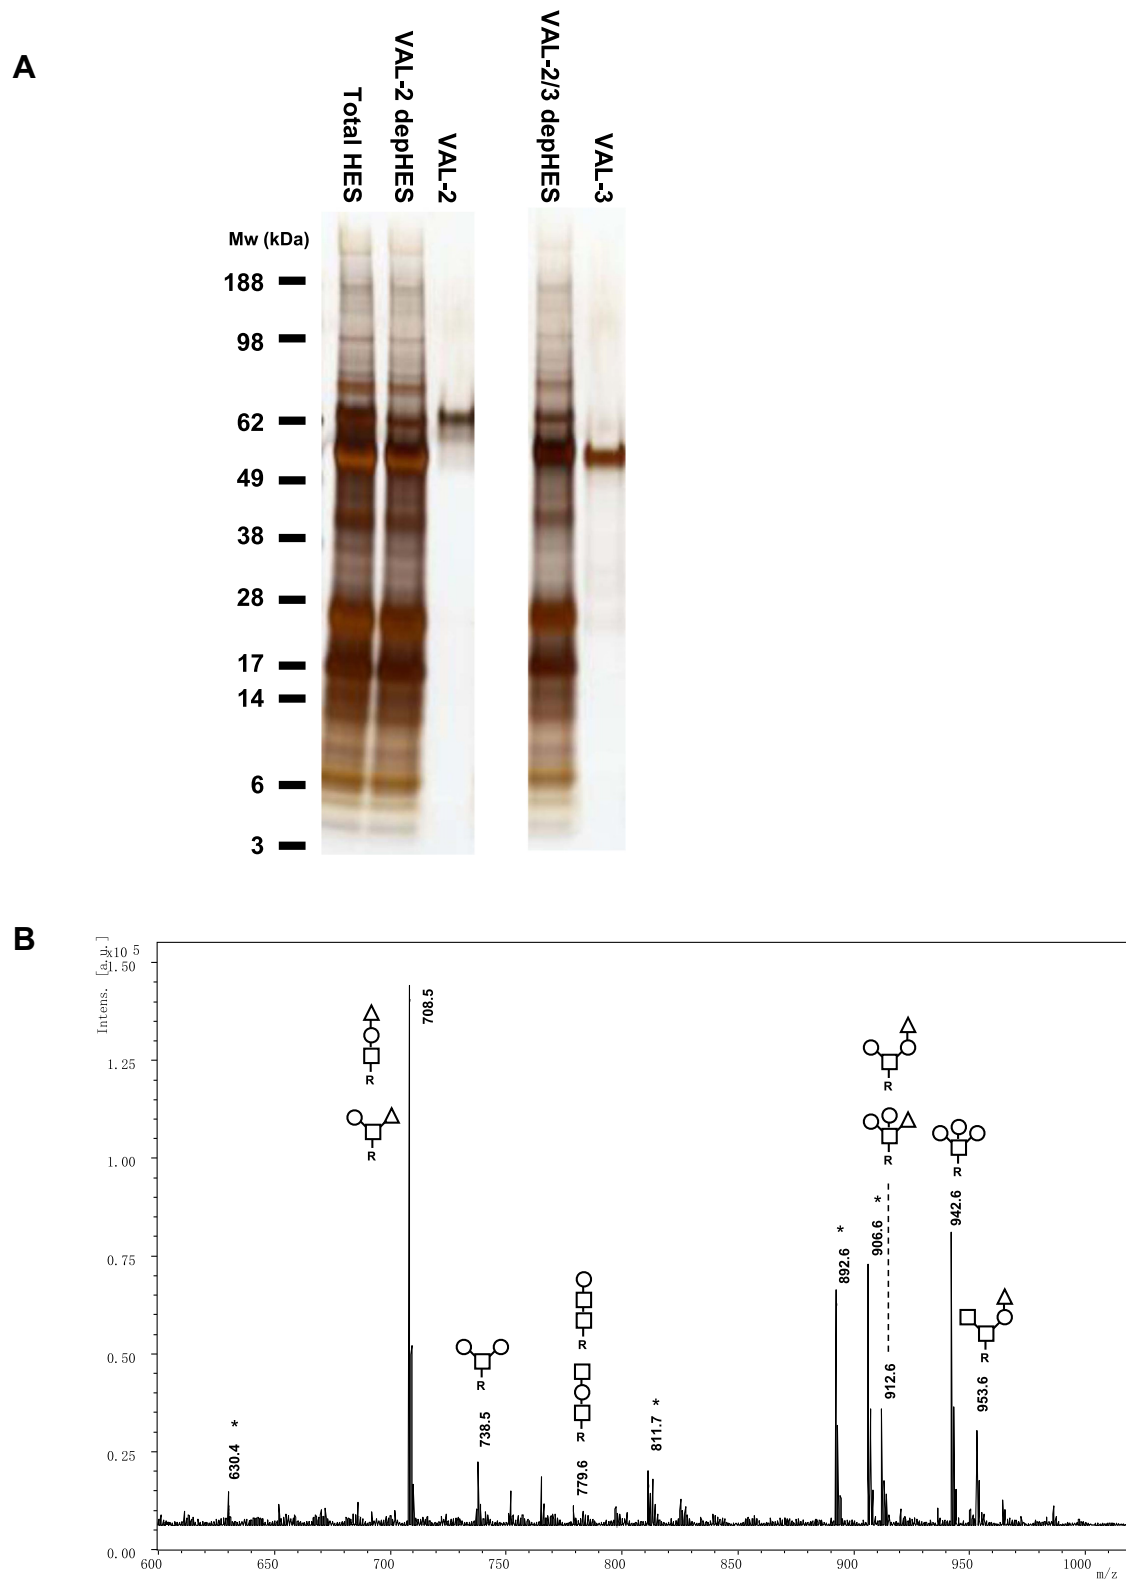 A
Total HES
VAL-2 depHES
VAL-2
VAL-2/3 depHES
VAL-3
Mw (kDa)
188
98
62
49
38
28
17
14
6
3
B
Intens. [a.u.]
x10 5
1.50
1.25
1.00
0.75
0.50
0.25
0.00
630.4 *
R
R
708.5
R
738.5
R
R
779.6
811.7 *
892.6 *
906.6 *
R
R
912.6
R
942.6
R
953.6
600
650
700
750
800
850
900
950
1000
m/z